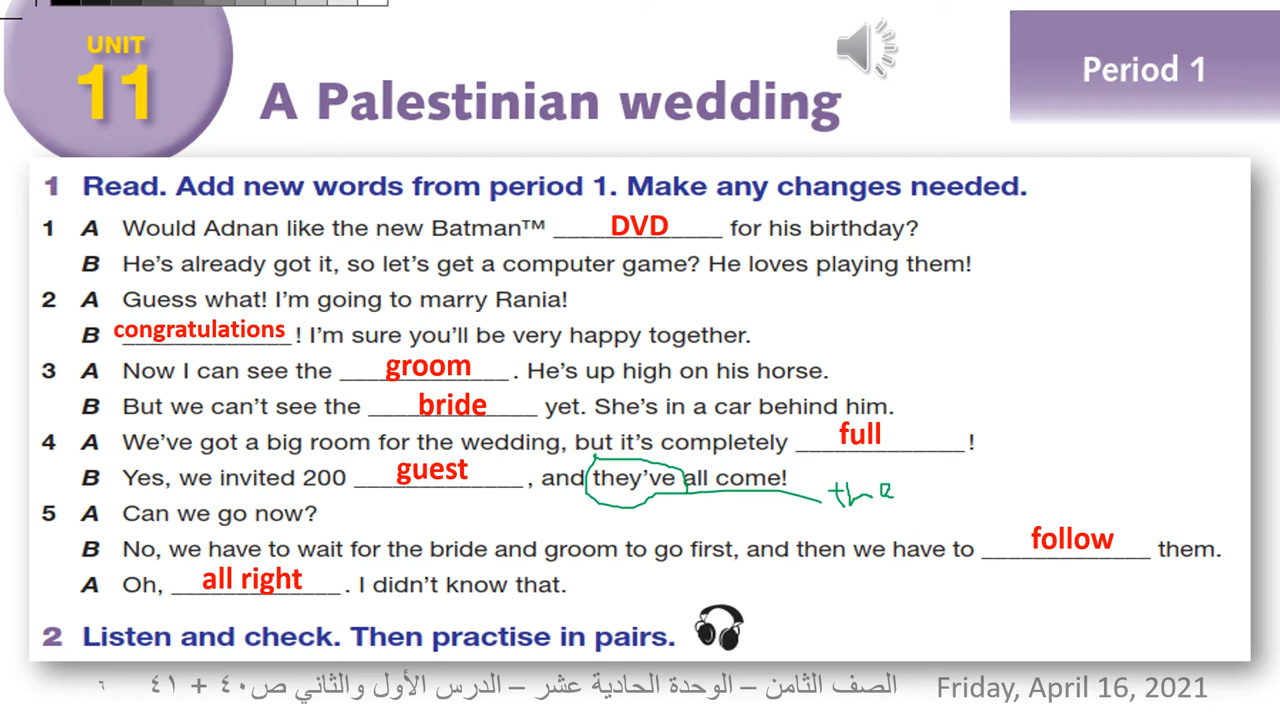 UNIT
11
A Palestinian wedding
Period 1
1 Read. Add new words from period 1. Make any changes needed.
1 A Would Adnan like the new Batman™ DVD for his birthday?
B He's already got it, so let's get a computer game? He loves playing them!
2 A Guess what! I'm going to marry Rania!
B congratulations ! I'm sure you'll be very happy together.
3 A Now I can see the groom . He's up high on his horse.
B But we can't see the bride yet. She's in a car behind him.
4 A We've got a big room for the wedding, but it's completely full !
B Yes, we invited 200 guest , and they've all come!
the
5 A Can we go now?
B No, we have to wait for the bride and groom to go first, and then we have to follow them.
A Oh, all right . I didn't know that.
2 Listen and check. Then practise in pairs.
الصف الثامن – الوحدة الحادية عشر – الدرس الأول والثاني ص٤٠ + ٤١
٦
Friday, April 16, 2021